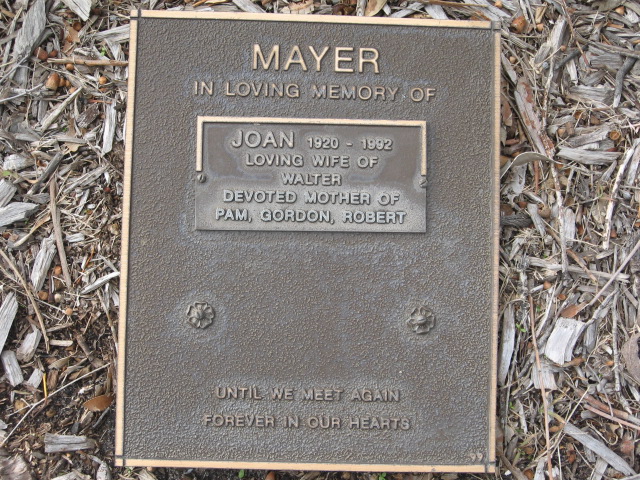 MAYER
IN LOVING MEMORY OF
JOAN 1920 - 1992
LOVING WIFE OF
WALTER
DEVOTED MOTHER OF
PAM, GORDON, ROBERT
UNTIL WE MEET AGAIN
FOREVER IN OUR HEARTS
99